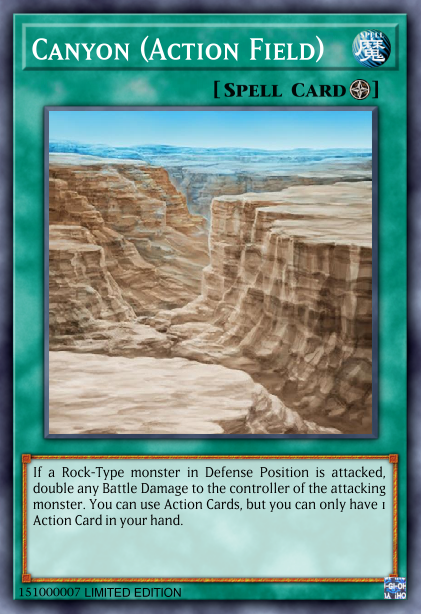 Canyon (Action Field)
SPELL
魔
[Spell Card]
If a Rock-Type monster in Defense Position is attacked,
double any Battle Damage to the controller of the attacking
monster. You can use Action Cards, but you can only have 1
Action Card in your hand.
151000007 LIMITED EDITION